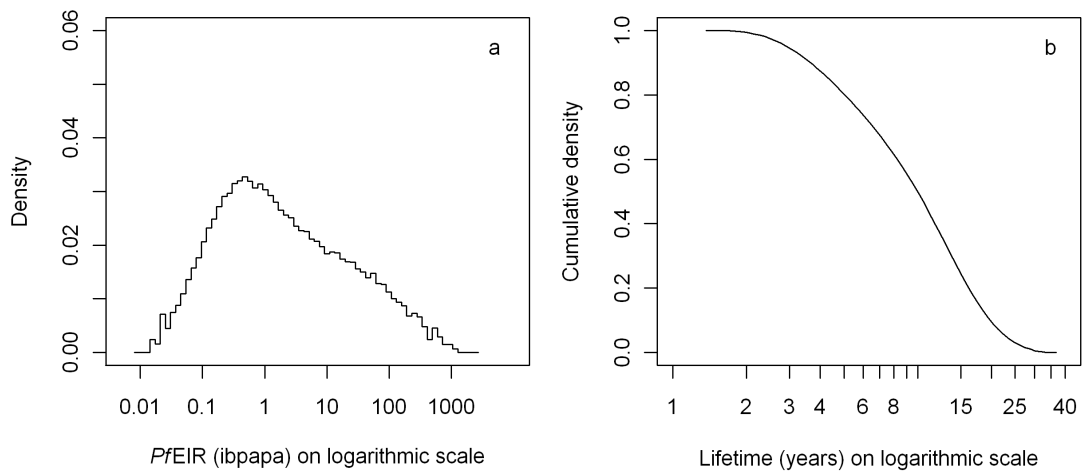 a
Density
0.00 0.02 0.04 0.06
0.01 0.1 1 10 100 1000
PfEIR (ibpapa) on logarithmic scale
b
Cumulative density
0.0 0.2 0.4 0.6 0.8 1.0
1 2 3 4 6 8 15 25 40
Lifetime (years) on logarithmic scale